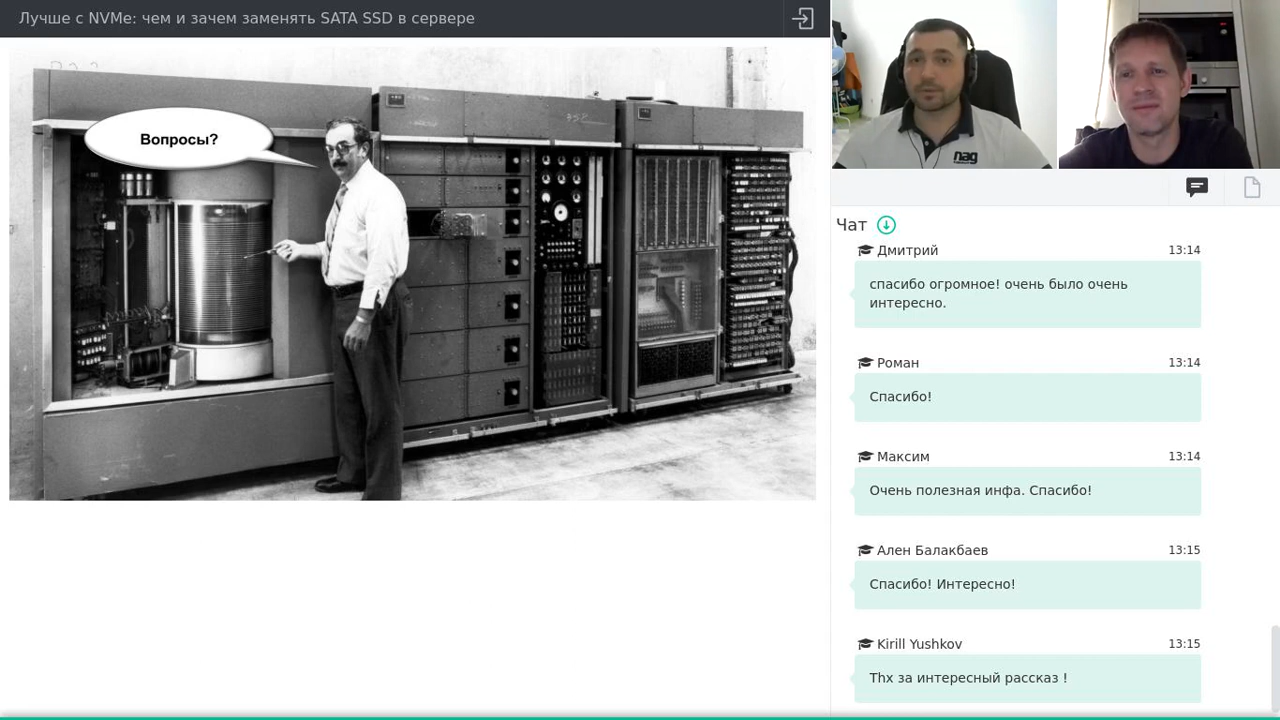 Лучше с NVMe: чем и зачем заменять SATA SSD в сервере
Вопросы?
nag
Чат
Дмитрий 13:14
спасибо огромное! очень было очень
интересно.
Роман 13:14
Спасибо!
Максим 13:14
Очень полезная инфа. Спасибо!
Ален Балакбаев 13:15
Спасибо! Интересно!
Kirill Yushkov 13:15
Thx за интересный рассказ !